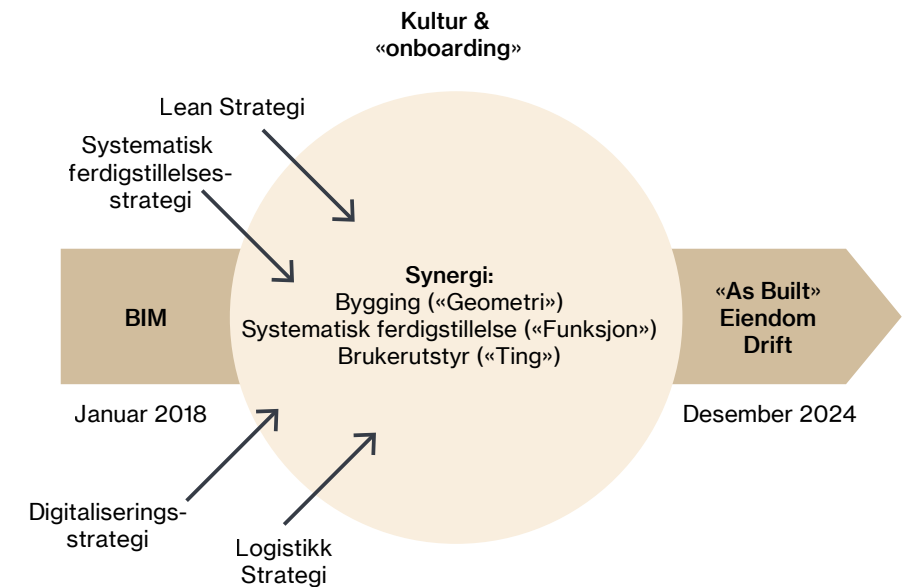 Kultur &
«onboarding»
Lean Strategi
Systematisk
ferdigstillelses-
strategi
BIM
Januar 2018
Synergi:
Bygging («Geometri»)
Systematisk ferdigstillelse («Funksjon»)
Brukerutstyr («Ting»)
«As Built»
Eiendom
Drift
Desember 2024
Digitaliserings-
strategi
Logistikk
Strategi